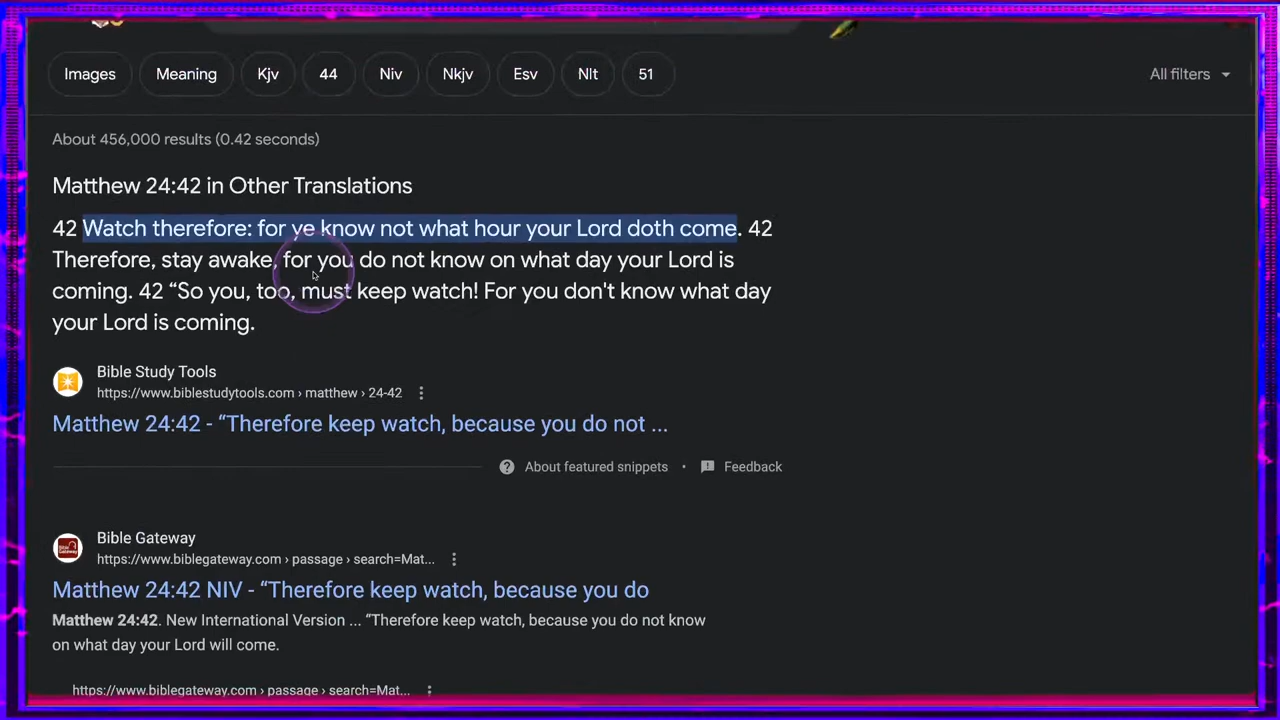 Images Manning Kjv 44 Niv Nkjv Esv Nlt 51 All filters
About 456,000 results (0.42 seconds)
Matthew 24:42 in Other Translations
42 Watch therefore: for ye know not what hour your Lord doth come. 42
Therefore, stay awake, for you do not know on what day your Lord is
coming. 42 “So you, too, must keep watch! For you don't know what day
your Lord is coming.
Bible Study Tools
https://www.biblestudytools.com › matthew › 24-42
Matthew 24:42 - “Therefore keep watch, because you do not ...
About featured snippets • Feedback
Bible Gateway
https://www.biblegateway.com › passage › search=Mat...
Matthew 24:42 NIV - “Therefore keep watch, because you do
Matthew 24:42. New International Version ... “Therefore keep watch, because you do not know
on what day your Lord will come.
https://www.biblegateway.com › passage › search=Mat...